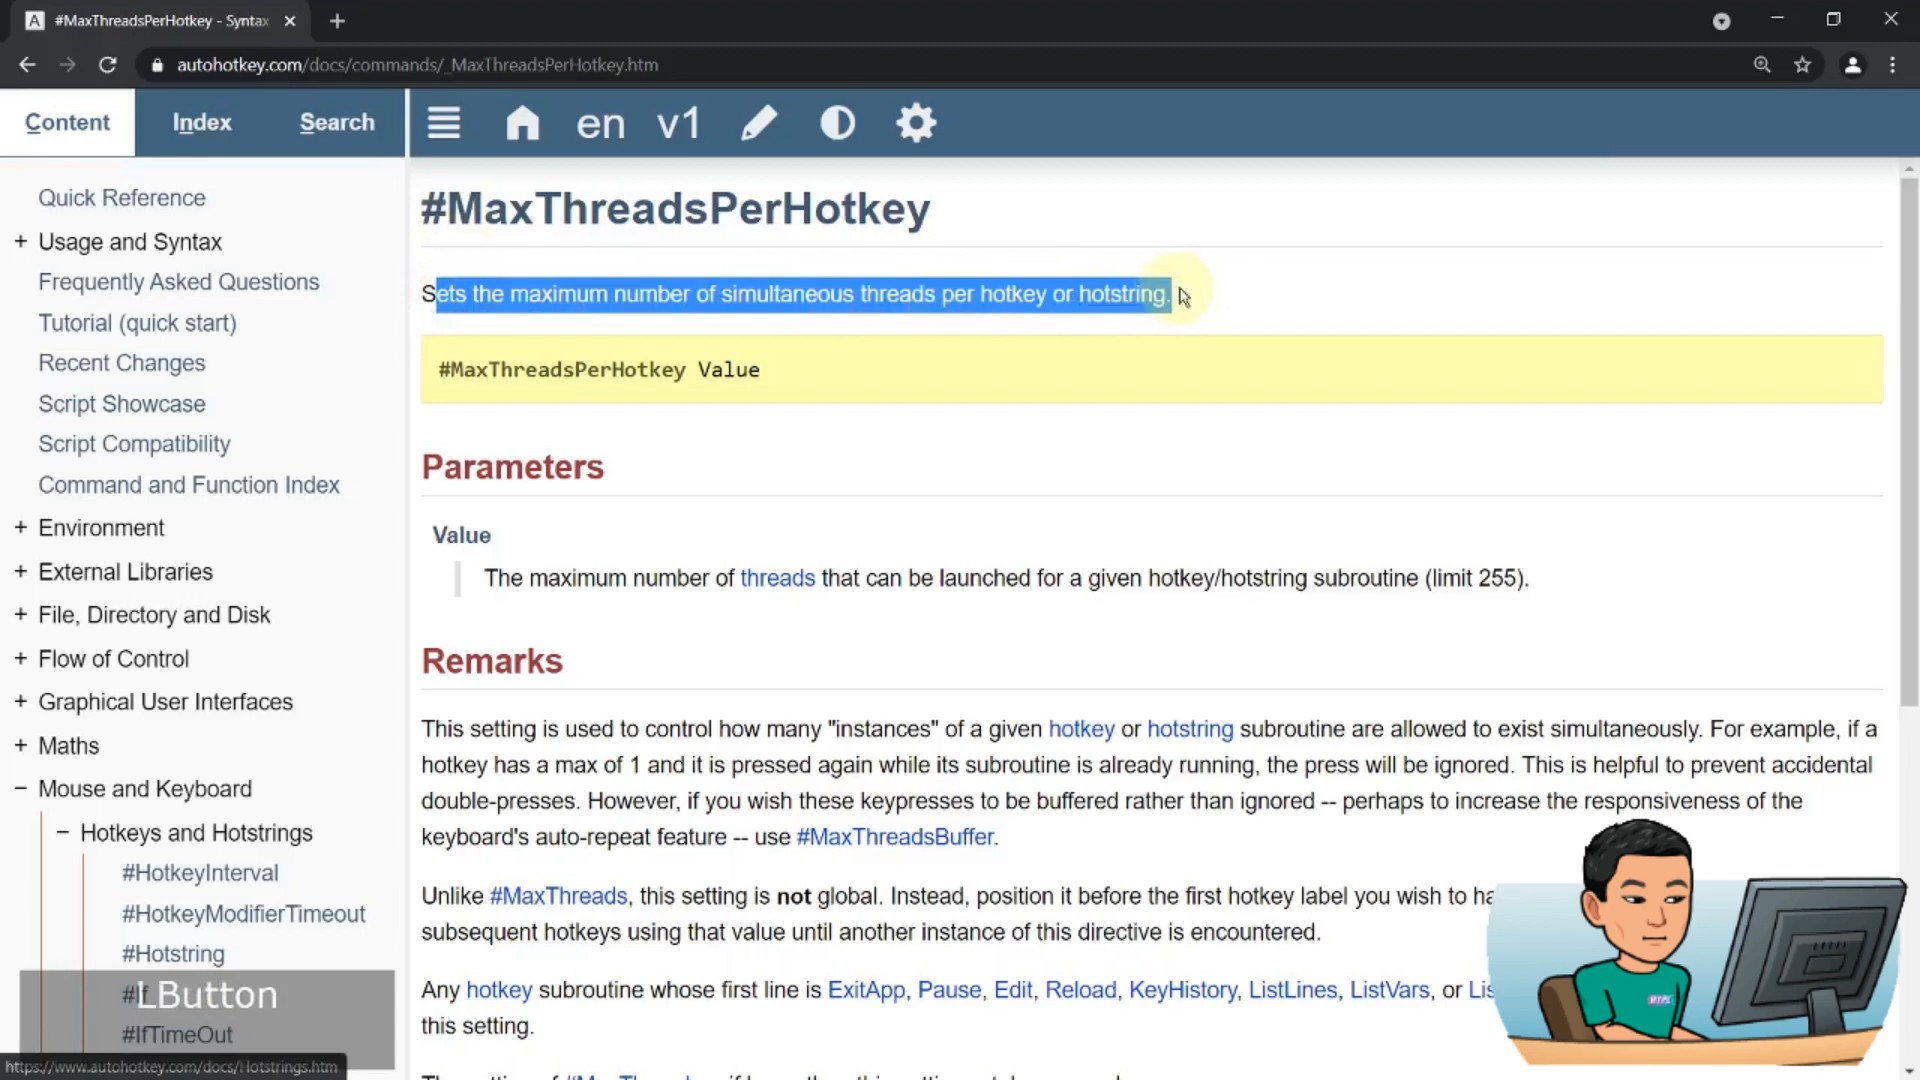 A #MaxThreadsPerHotkey - Syntax
autohotkey.com/docs/commands/_MaxThreadsPerHotkey.htm
Content Index Search
en v1
Quick Reference
+ Usage and Syntax
Frequently Asked Questions
Tutorial (quick start)
Recent Changes
Script Showcase
Script Compatibility
Command and Function Index
+ Environment
+ External Libraries
+ File, Directory and Disk
+ Flow of Control
+ Graphical User Interfaces
+ Maths
− Mouse and Keyboard
− Hotkeys and Hotstrings
#HotkeyInterval
#HotkeyModifierTimeout
#Hotstring
#If
LButton
#IfTimeOut
https://www.autohotkey.com/docs/Hotstrings.htm
#MaxThreadsPerHotkey
Sets the maximum number of simultaneous threads per hotkey or hotstring.
#MaxThreadsPerHotkey Value
Parameters
Value
The maximum number of threads that can be launched for a given hotkey/hotstring subroutine (limit 255).
Remarks
This setting is used to control how many "instances" of a given hotkey or hotstring subroutine are allowed to exist simultaneously. For example, if a
hotkey has a max of 1 and it is pressed again while its subroutine is already running, the press will be ignored. This is helpful to prevent accidental
double-presses. However, if you wish these keypresses to be buffered rather than ignored -- perhaps to increase the responsiveness of the
keyboard's auto-repeat feature -- use #MaxThreadsBuffer.
Unlike #MaxThreads, this setting is not global. Instead, position it before the first hotkey label you wish to ha
subsequent hotkeys using that value until another instance of this directive is encountered.
Any hotkey subroutine whose first line is ExitApp, Pause, Edit, Reload, KeyHistory, ListLines, ListVars, or Lis
this setting.